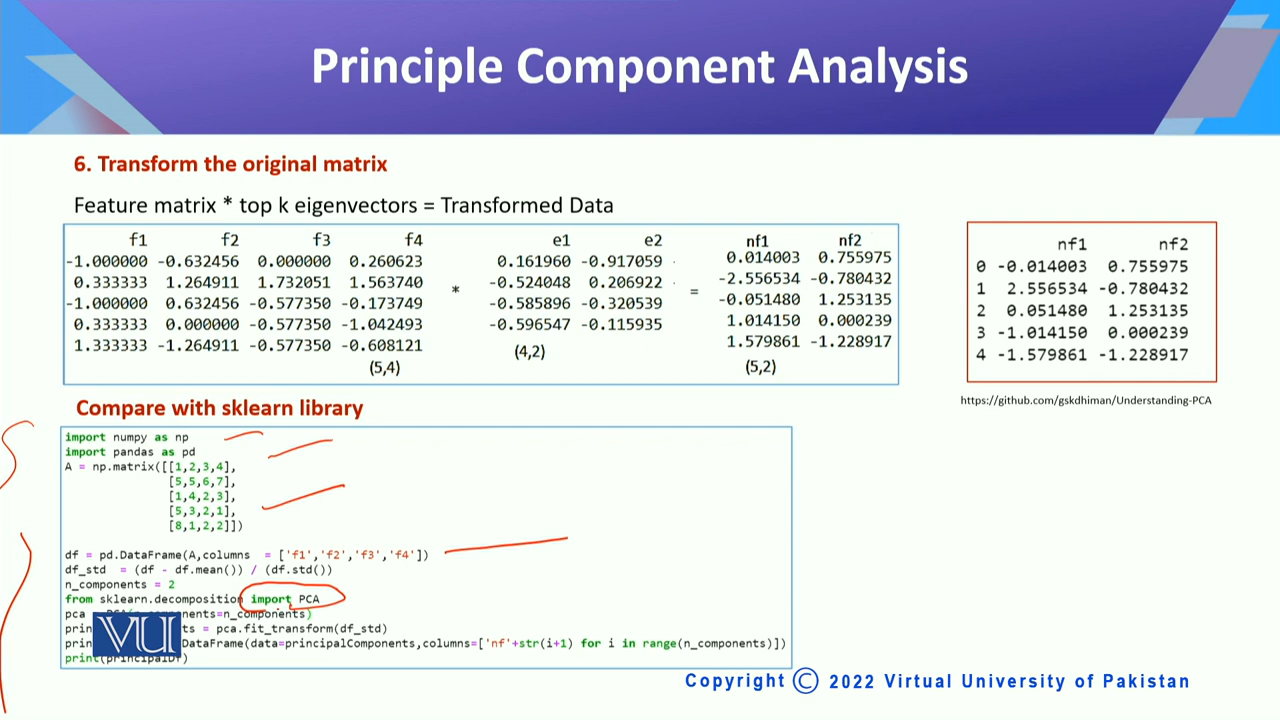 Principle Component Analysis
6. Transform the original matrix
Feature matrix * top k eigenvectors = Transformed Data
f1 f2 f3 f4
-1.000000 -0.632456 0.000000 0.260623
0.333333 1.264911 1.732051 1.563740
-1.000000 0.632456 -0.577350 -0.173749
0.333333 0.000000 -0.577350 -1.042493
1.333333 -1.264911 -0.577350 -0.608121
(5,4)
*
e1 e2
0.161960 -0.917059
-0.524048 0.206922
-0.585896 -0.320539
-0.596547 -0.115935
(4,2)
=
nf1 nf2
0.014003 0.755975
-2.556534 -0.780432
-0.051480 1.253135
1.014150 0.000239
1.579861 -1.228917
(5,2)
nf1 nf2
0 -0.014003 0.755975
1 2.556534 -0.780432
2 0.051480 1.253135
3 -1.014150 0.000239
4 -1.579861 -1.228917
https://github.com/gskdhiman/Understanding-PCA
Compare with sklearn library
import numpy as np
import pandas as pd
A = np.matrix([[1,2,3,4],
[5,5,6,7],
[1,4,2,3],
[5,3,2,1],
[8,1,2,2]])
df = pd.DataFrame(A,columns = ['f1','f2','f3','f4'])
df_std = (df - df.mean()) / (df.std())
n_components = 2
from sklearn.decomposition import PCA
pca = PCA(n_components=n_components)
prin ts = pca.fit_transform(df_std)
prin DataFrame(data=principalComponents,columns=['nf'+str(i+1) for i in range(n_components)])
print(principalDf)
VU
Copyright © 2022 Virtual University of Pakistan